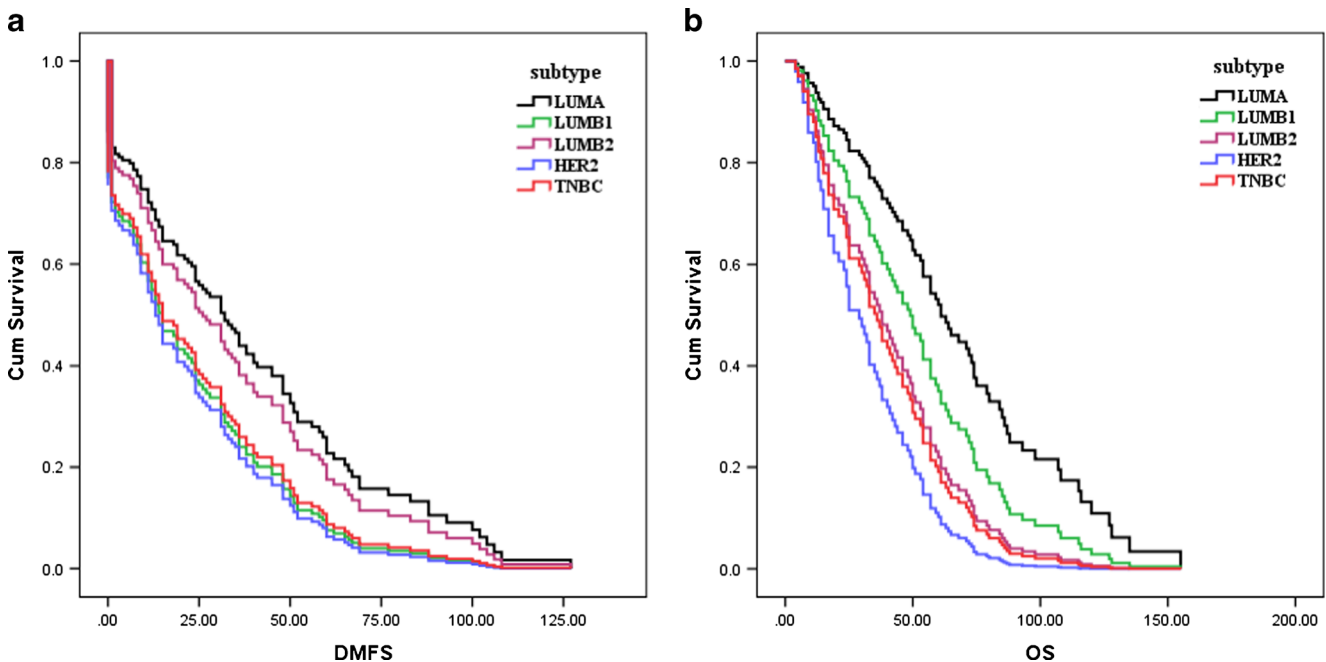 a
subtype
LUMA
LUMB1
LUMB2
HER2
TNBC
Cum Survival
1.0
0.8
0.6
0.4
0.2
0.0
.00 25.00 50.00 75.00 100.00 125.00
DMFS
b
subtype
LUMA
LUMB1
LUMB2
HER2
TNBC
Cum Survival
1.0
0.8
0.6
0.4
0.2
0.0
.00 50.00 100.00 150.00 200.00
OS